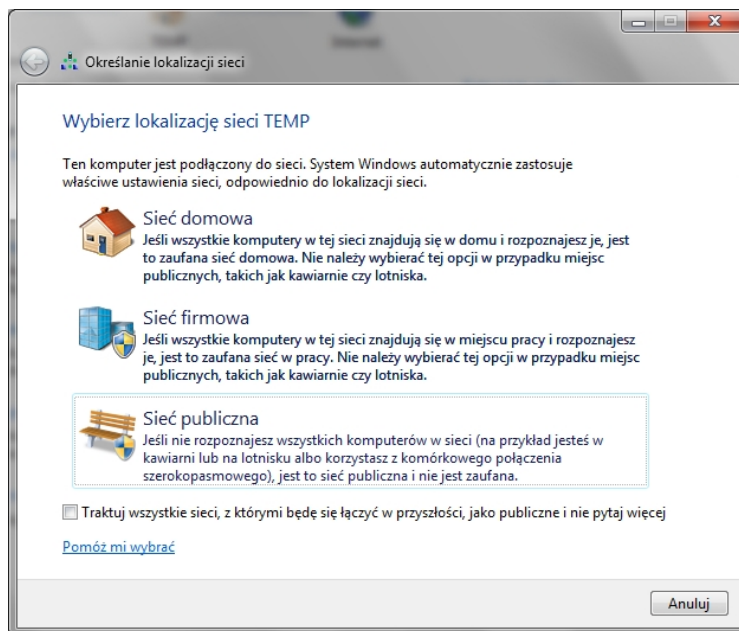 Określanie lokalizacji sieci
Wybierz lokalizację sieci TEMP
Ten komputer jest podłączony do sieci. System Windows automatycznie zastosuje
właściwe ustawienia sieci, odpowiednio do lokalizacji sieci.
Sieć domowa
Jeśli wszystkie komputery w tej sieci znajdują się w domu i rozpoznajesz je, jest
to zaufana sieć domowa. Nie należy wybierać tej opcji w przypadku miejsc
publicznych, takich jak kawiarnie czy lotniska.
Sieć firmowa
Jeśli wszystkie komputery w tej sieci znajdują się w miejscu pracy i rozpoznajesz
je, jest to zaufana sieć w pracy. Nie należy wybierać tej opcji w przypadku miejsc
publicznych, takich jak kawiarnie czy lotniska.
Sieć publiczna
Jeśli nie rozpoznajesz wszystkich komputerów w sieci (na przykład jesteś w
kawiarni lub na lotnisku albo korzystasz z komórkowego połączenia
szerokopasmowego), jest to sieć publiczna i nie jest zaufana.
Traktuj wszystkie sieci, z którymi będę się łączyć w przyszłości, jako publiczne i nie pytaj więcej
Pomóż mi wybrać
Anuluj